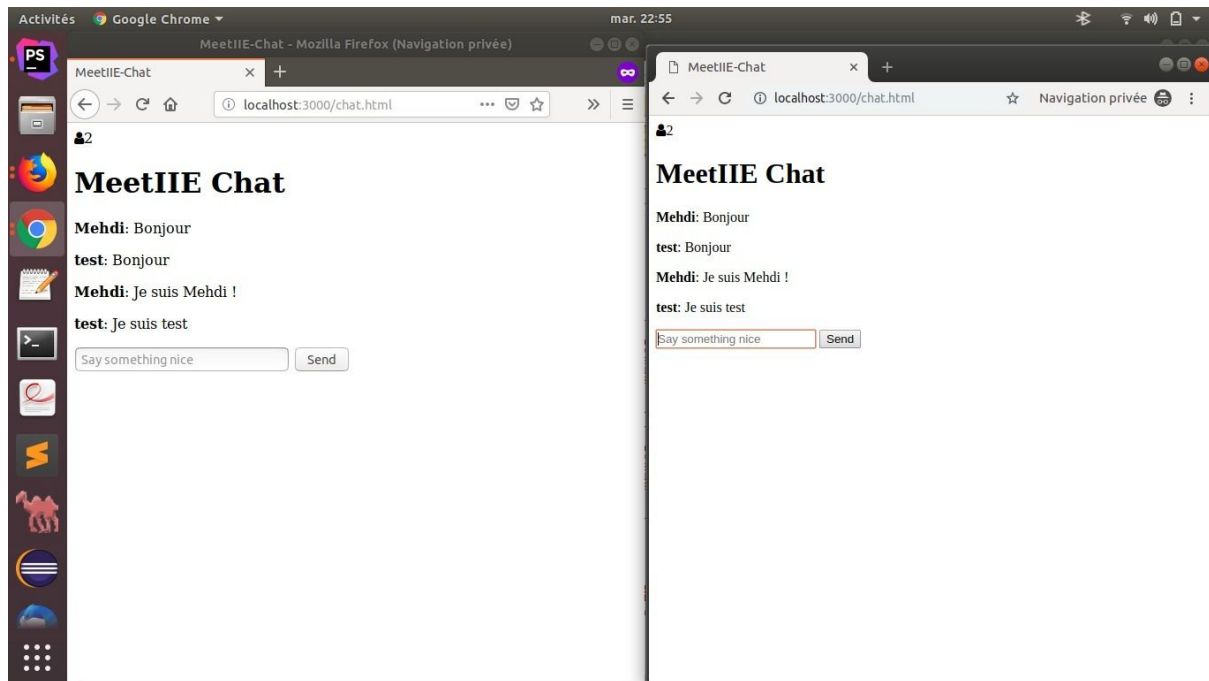 Activités Google Chrome mar. 22:55
PS
MeetIIE-Chat - Mozilla Firefox (Navigation privée)
MeetIIE-Chat
localhost:3000/chat.html
2
MeetIIE Chat
Mehdi: Bonjour
test: Bonjour
Mehdi: Je suis Mehdi !
test: Je suis test
Say something nice Send
MeetIIE-Chat
localhost:3000/chat.html Navigation privée
2
MeetIIE Chat
Mehdi: Bonjour
test: Bonjour
Mehdi: Je suis Mehdi !
test: Je suis test
Say something nice Send